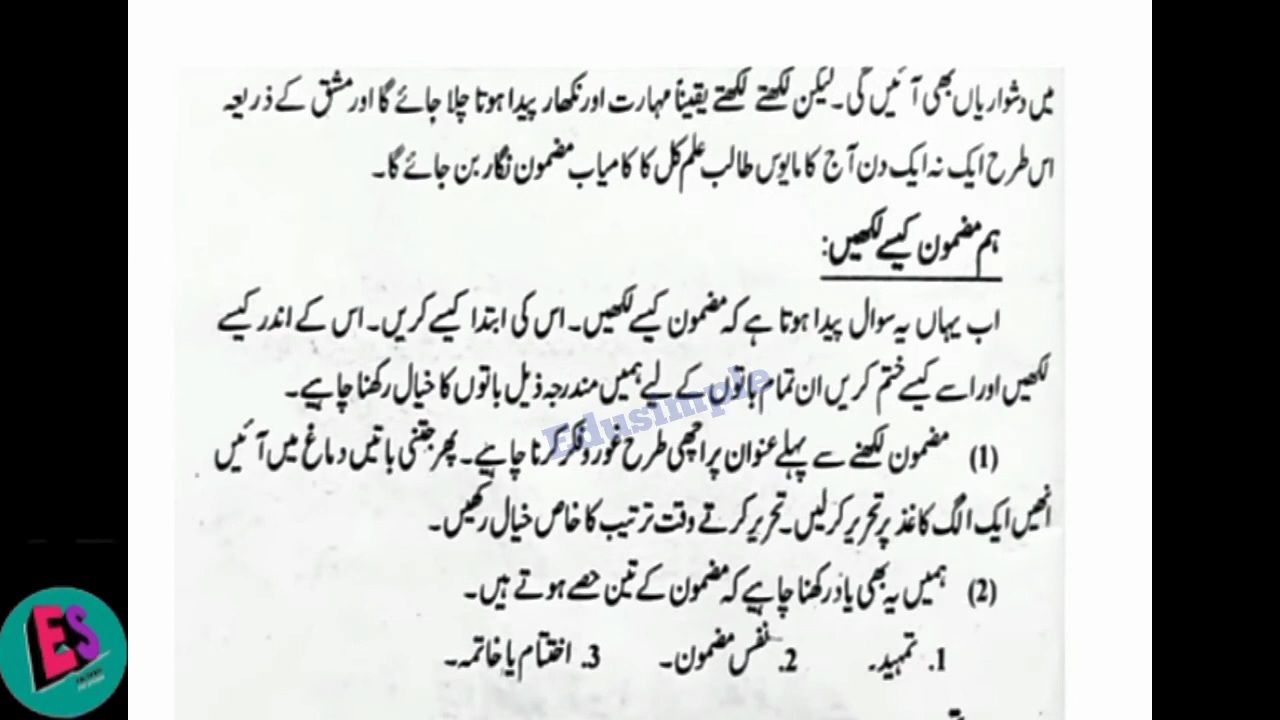 میں دشواریاں بھی آئیں گی۔ لیکن لکھتے لکھتے یقیناً مہارت اور نکھار پیدا ہوتا چلا جائے گا اور مشق کے ذریعہ
اس طرح ایک نہ ایک دن آج کا مایوس طالب علم کل کا کامیاب مضمون نگار بن جائے گا۔
ہم مضمون کیسے لکھیں:
اب یہاں یہ سوال پیدا ہوتا ہے کہ مضمون کیسے لکھیں۔ اس کی ابتدا کیسے کریں۔ اس کے اندر کیسے
لکھیں اور اسے کیسے ختم کریں ان تمام باتوں کے لیے ہمیں مندرجہ ذیل باتوں کا خیال رکھنا چاہیے۔
Edusimple
(1) مضمون لکھنے سے پہلے عنوان پر اچھی طرح غور و فکر کرنا چاہیے۔ پھر جتنی باتیں دماغ میں آئیں
انھیں ایک الگ کاغذ پر تحریر کرلیں۔ تحریر کرتے وقت ترتیب کا خاص خیال رکھیں۔
(2) ہمیں یہ بھی یاد رکھنا چاہیے کہ مضمون کے تین حصے ہوتے ہیں۔
1. تمہید۔ 2. نفس مضمون۔ 3. اختتام یا خاتمہ۔
ES